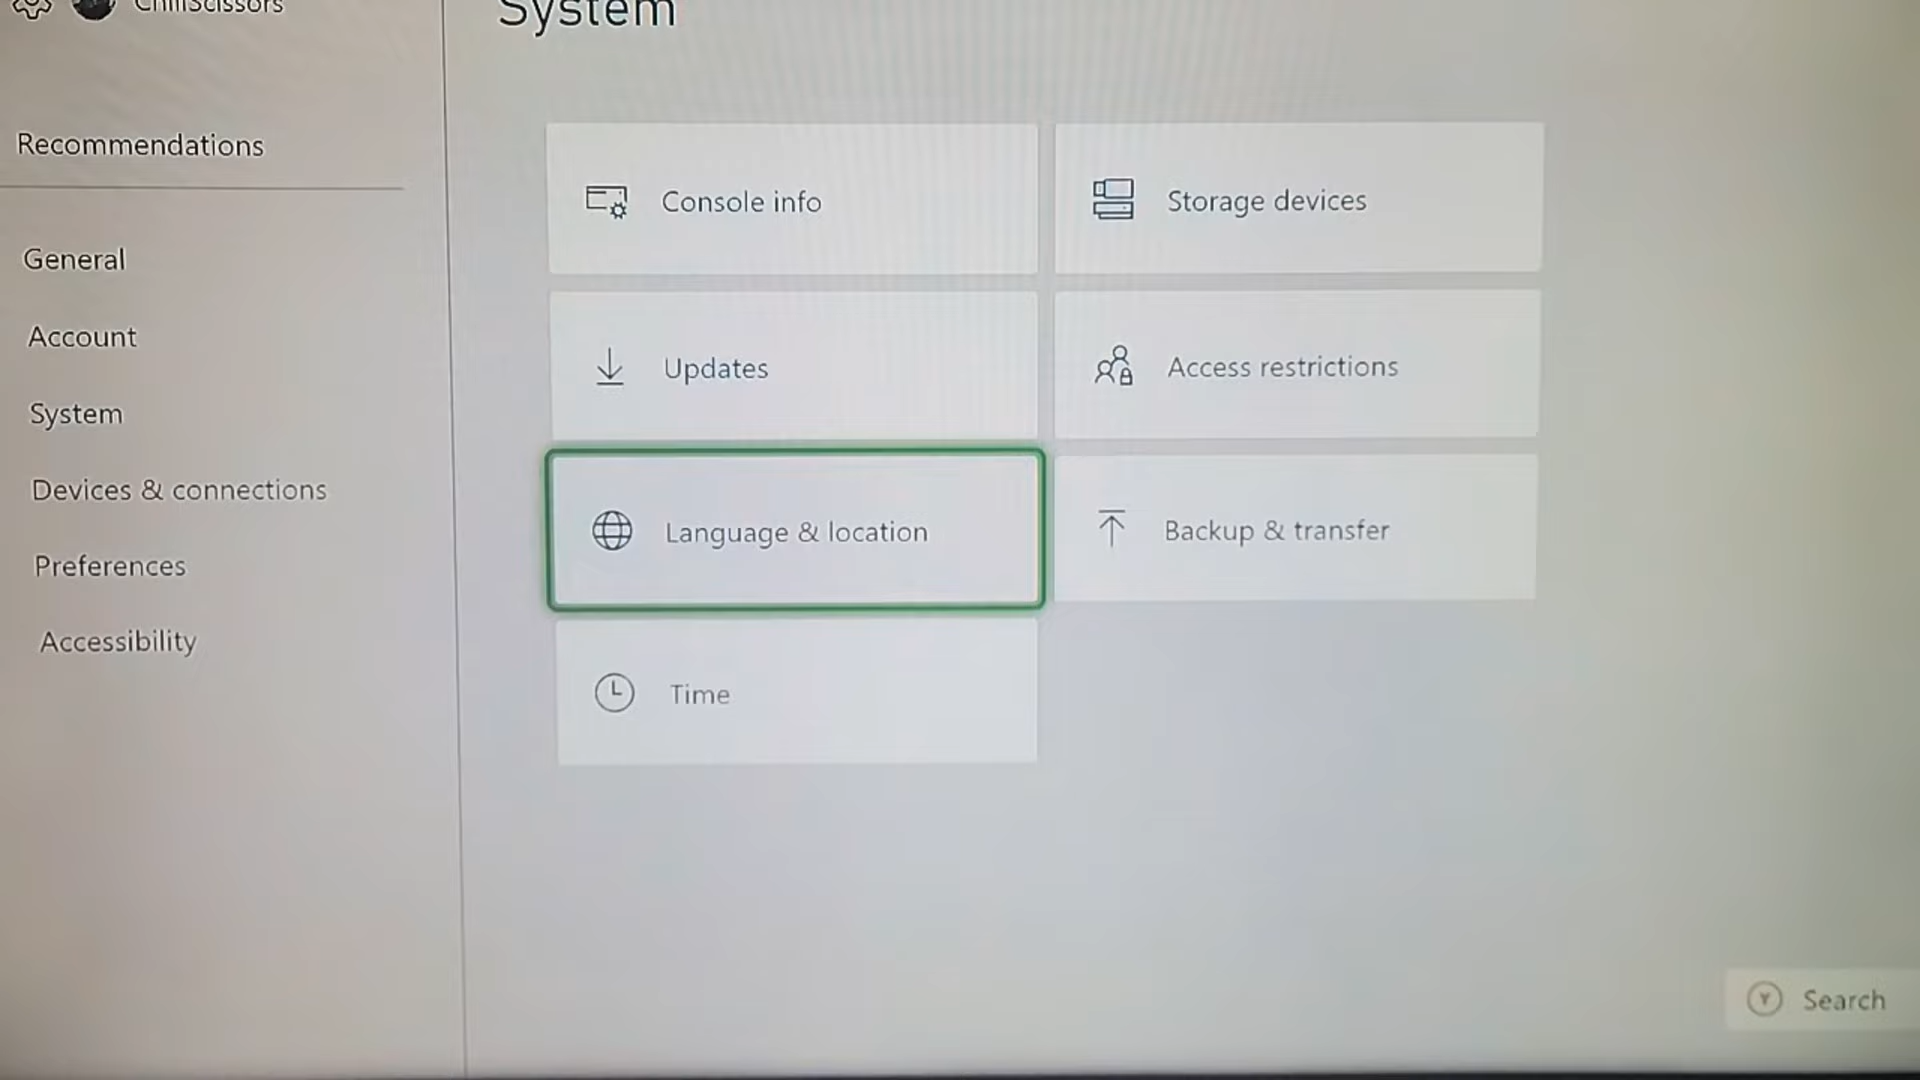 ChillScissors
System
Recommendations
General
Account
System
Devices & connections
Preferences
Accessibility
Console info
Storage devices
Updates
Access restrictions
Language & location
Backup & transfer
Time
Y Search